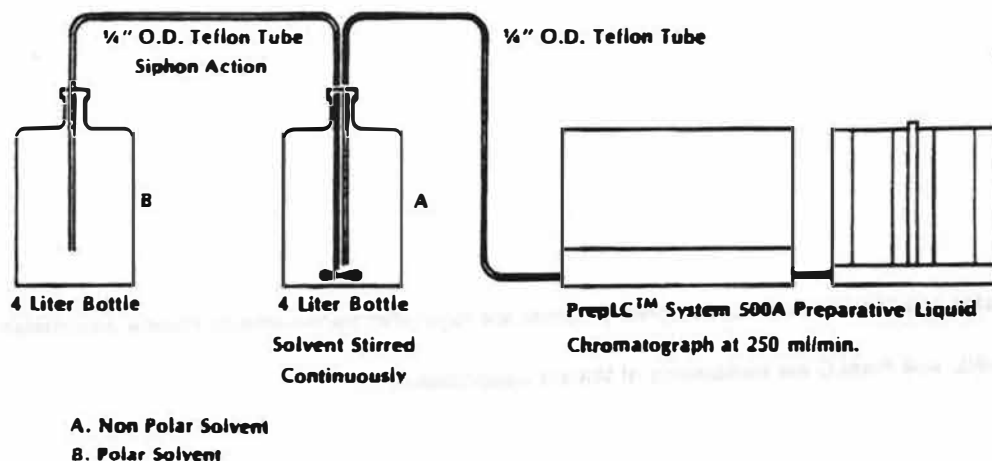 ¼" O.D. Teflon Tube
Siphon Action
¼" O.D. Teflon Tube
B
A
4 Liter Bottle
4 Liter Bottle
Solvent Stirred
Continuously
PrepLC™ System 500A Preparative Liquid
Chromatograph at 250 ml/min.
A. Non Polar Solvent
B. Polar Solvent